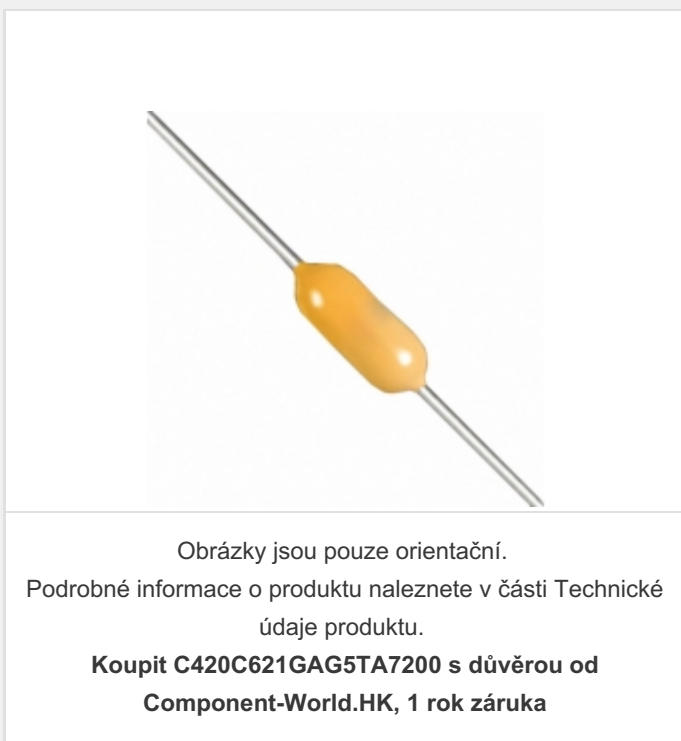 Obrázky jsou pouze orientační.
Podrobné informace o produktu naleznete v části Technické
údaje produktu.
Koupit C420C621GAG5TA7200 s důvěrou od
Component-World.HK, 1 rok záruka